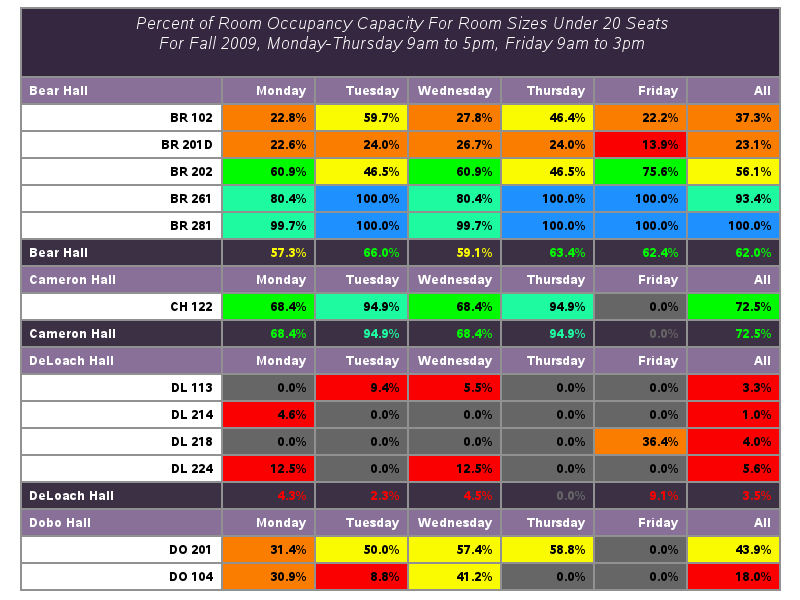 Percent of Room Occupancy Capacity For Room Sizes Under 20 Seats
For Fall 2009, Monday-Thursday 9am to 5pm, Friday 9am to 3pm
Bear Hall Monday Tuesday Wednesday Thursday Friday All
BR 102 22.8% 59.7% 27.8% 46.4% 22.2% 37.3%
BR 201D 22.6% 24.0% 26.7% 24.0% 13.9% 23.1%
BR 202 60.9% 46.5% 60.9% 46.5% 75.6% 56.1%
BR 261 80.4% 100.0% 80.4% 100.0% 100.0% 93.4%
BR 281 99.7% 100.0% 99.7% 100.0% 100.0% 100.0%
Bear Hall 57.3% 66.0% 59.1% 63.4% 62.4% 62.0%
Cameron Hall Monday Tuesday Wednesday Thursday Friday All
CH 122 68.4% 94.9% 68.4% 94.9% 0.0% 72.5%
Cameron Hall 68.4% 94.9% 68.4% 94.9% 0.0% 72.5%
DeLoach Hall Monday Tuesday Wednesday Thursday Friday All
DL 113 0.0% 9.4% 5.5% 0.0% 0.0% 3.3%
DL 214 4.6% 0.0% 0.0% 0.0% 0.0% 1.0%
DL 218 0.0% 0.0% 0.0% 0.0% 36.4% 4.0%
DL 224 12.5% 0.0% 12.5% 0.0% 0.0% 5.6%
DeLoach Hall 4.3% 2.3% 4.5% 0.0% 9.1% 3.5%
Dobo Hall Monday Tuesday Wednesday Thursday Friday All
DO 201 31.4% 50.0% 57.4% 58.8% 0.0% 43.9%
DO 104 30.9% 8.8% 41.2% 0.0% 0.0% 18.0%